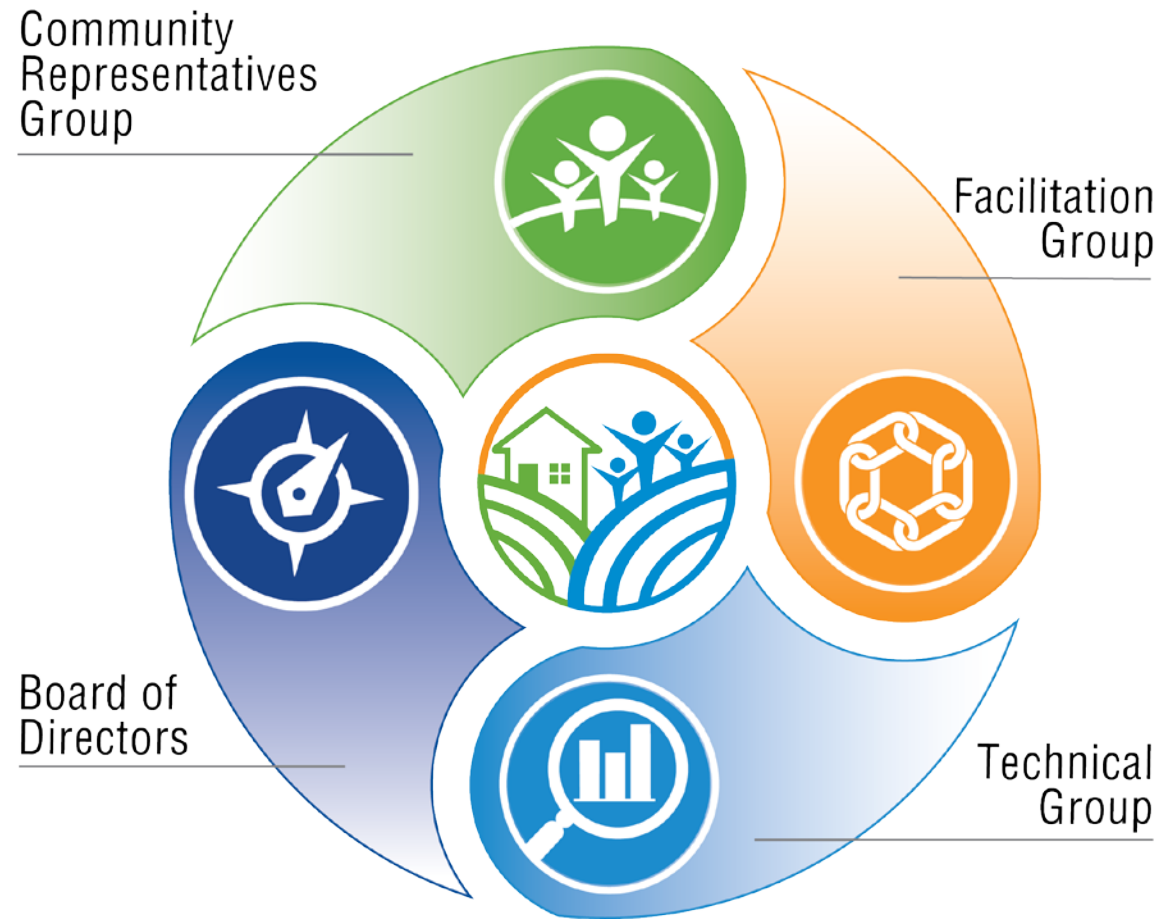 Community
Representatives
Group
Facilitation
Group
Board of
Directors
Technical
Group